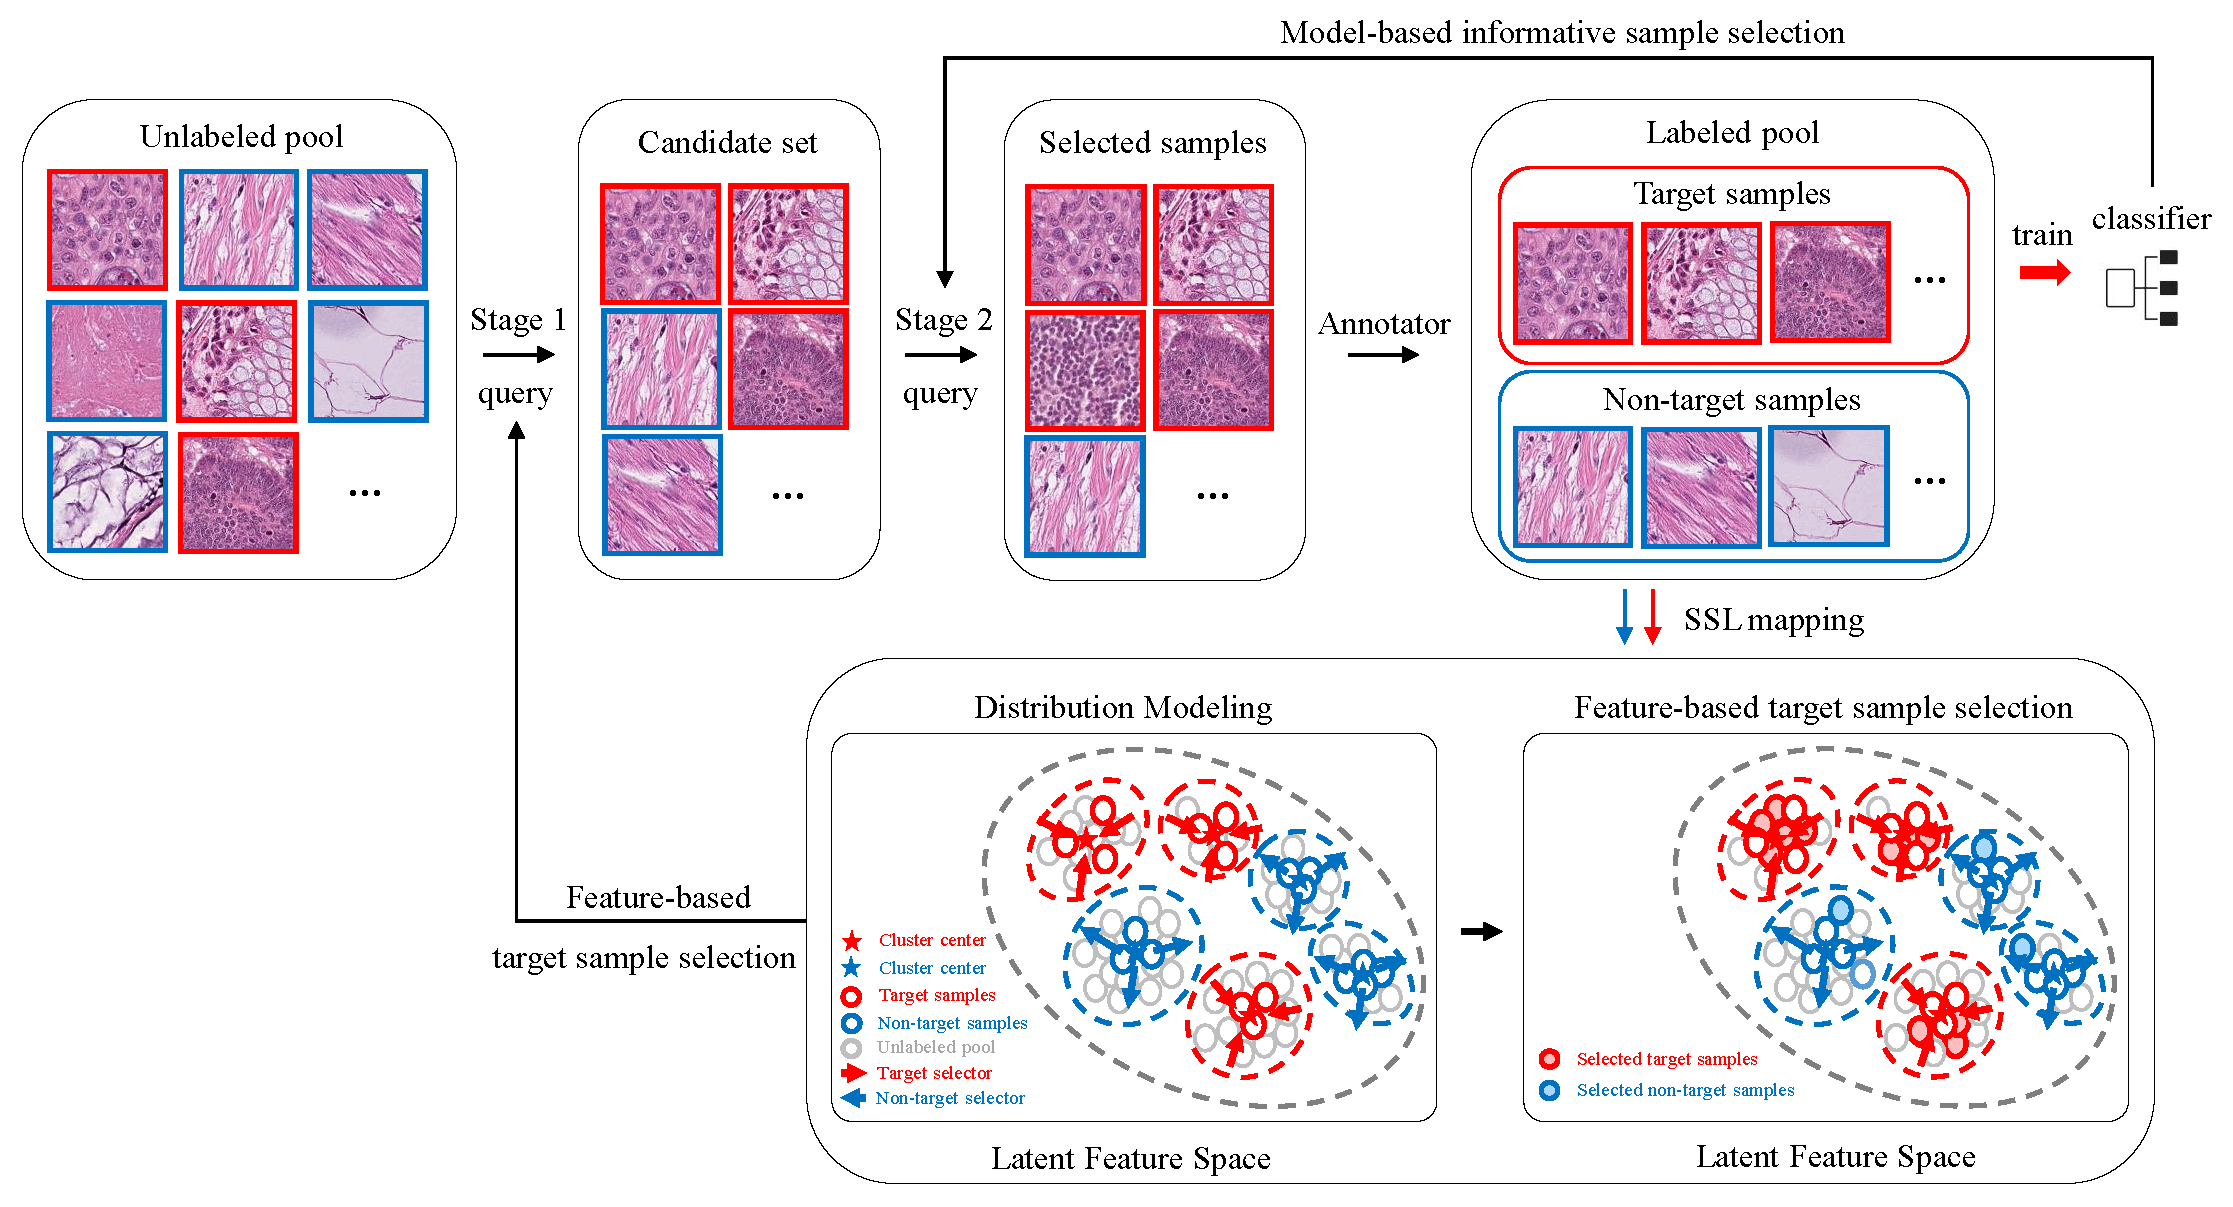 Model-based informative sample selection
Unlabeled pool
Candidate set
Selected samples
Labeled pool
Target samples
...
Non-target samples
...
...
...
...
Stage 1
query
Stage 2
query
Annotator
train
classifier
SSL mapping
Feature-based
target sample selection
Distribution Modeling
Cluster center
Cluster center
Target samples
Non-target samples
Unlabeled pool
Target selector
Non-target selector
Latent Feature Space
Feature-based target sample selection
Selected target samples
Selected non-target samples
Latent Feature Space